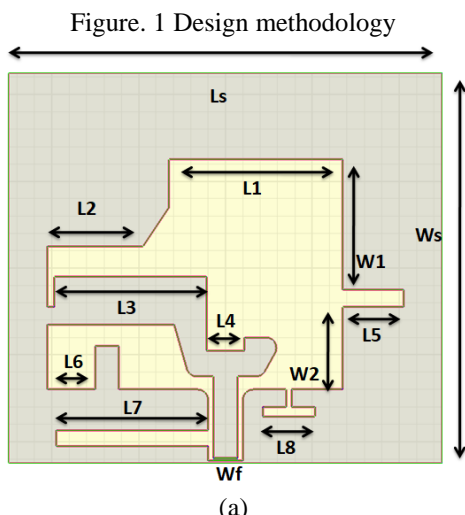 Figure. 1 Design methodology
Ls
L1
L2
Ws
W1
L3
L4
L5
W2
L6
L7
L8
Wf
(a)